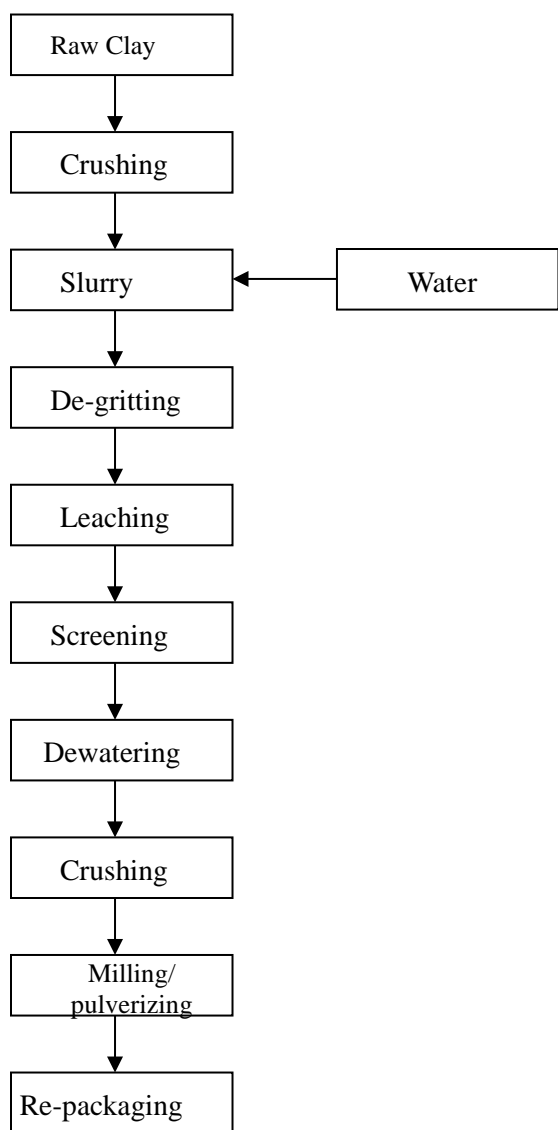 Raw Clay
Crushing
Slurry
Water
De-gritting
Leaching
Screening
Dewatering
Crushing
Milling/
pulverizing
Re-packaging